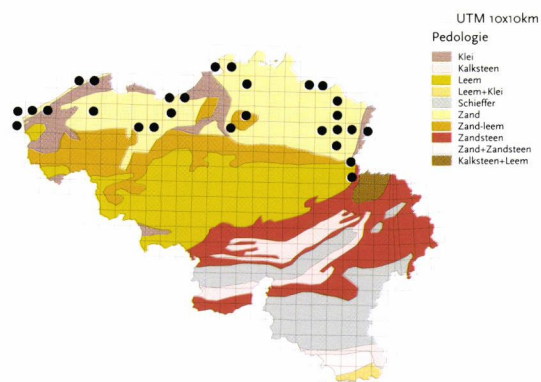 UTM 10x10km
Pedologie
Klei
Kalksteen
Leem
Leem+Klei
Schieffer
Zand
Zand-leem
Zandsteen
Zand+Zandsteen
Kalksteen+Leem